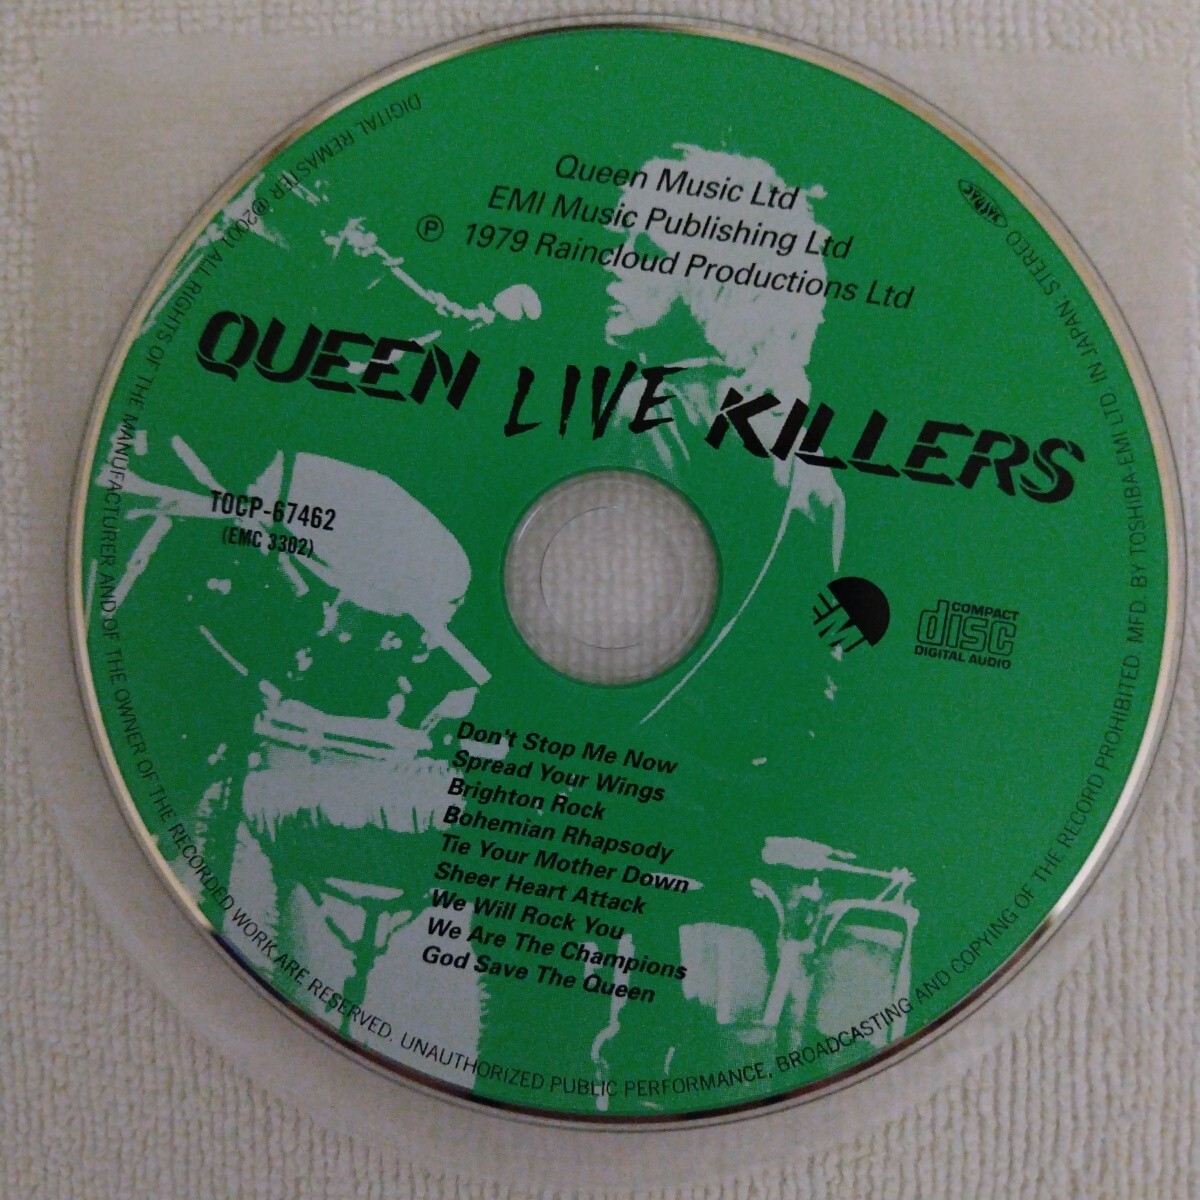 Queen Music Ltd
EMI Music Publishing Ltd
℗ 1979 Raincloud Productions Ltd
QUEEN LIVE KILLERS
TOCP-67462
(EMC 3302)
EMI
COMPACT
disc
DIGITAL AUDIO
Don't Stop Me Now
Spread Your Wings
Brighton Rock
Bohemian Rhapsody
Tie Your Mother Down
Sheer Heart Attack
We Will Rock You
We Are The Champions
God Save The Queen
DIGITAL REMASTER ℗2001 ALL RIGHTS OF THE MANUFACTURER AND OF THE OWNER OF THE RECORDED WORK ARE RESERVED. UNAUTHORIZED PUBLIC PERFORMANCE, BROADCASTING AND COPYING OF THE RECORD PROHIBITED. MFD. BY TOSHIBA-EMI LTD. IN JAPAN. STEREO
JASRAC